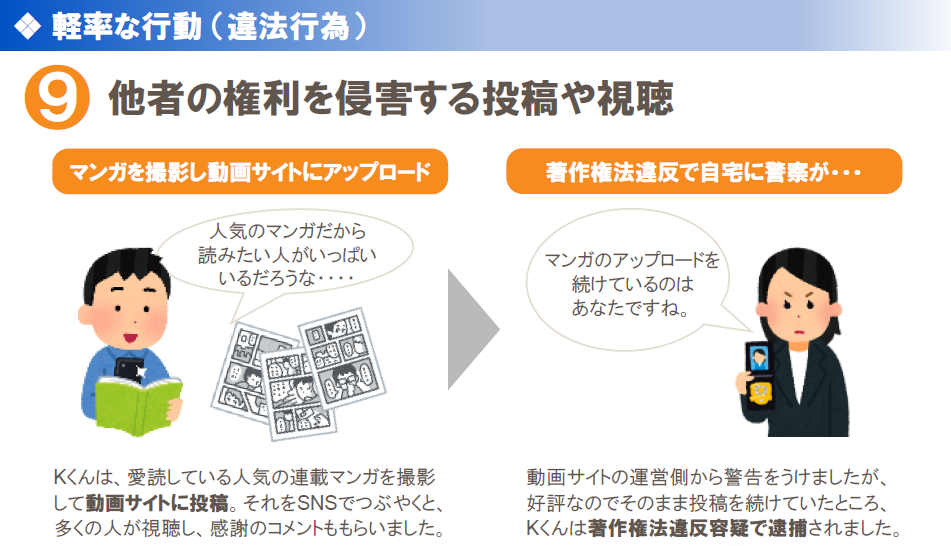 ❖ 軽率な行動（違法行為）
9 他者の権利を侵害する投稿や視聴
マンガを撮影し動画サイトにアップロード
人気のマンガだから
読みたい人がいっぱい
いるだろうな・・・・
Kくんは、愛読している人気の連載マンガを撮影
して動画サイトに投稿。それをSNSでつぶやくと、
多くの人が視聴し、感謝のコメントももらいました。
著作権法違反で自宅に警察が・・・
マンガのアップロードを
続けているのは
あなたですね。
動画サイトの運営側から警告をうけましたが、
好評なのでそのまま投稿を続けていたところ、
Kくんは著作権法違反容疑で逮捕されました。